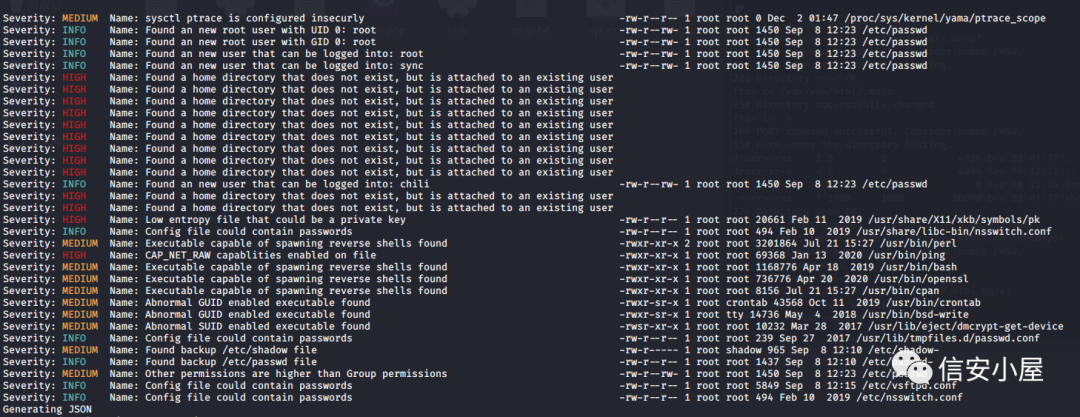 Severity: MEDIUM Name: sysctl ptrace is configured insecurly -rw-r--r-- 1 root root 0 Dec 2 01:47 /proc/sys/kernel/yama/ptrace_scope
Severity: INFO Name: Found an new root user with UID 0: root -rw-r--rw- 1 root root 1450 Sep 8 12:23 /etc/passwd
Severity: INFO Name: Found an new root user with GID 0: root -rw-r--rw- 1 root root 1450 Sep 8 12:23 /etc/passwd
Severity: INFO Name: Found an new user that can be logged into: root -rw-r--rw- 1 root root 1450 Sep 8 12:23 /etc/passwd
Severity: INFO Name: Found an new user that can be logged into: sync -rw-r--rw- 1 root root 1450 Sep 8 12:23 /etc/passwd
Severity: HIGH Name: Found a home directory that does not exist, but is attached to an existing user
Severity: HIGH Name: Found a home directory that does not exist, but is attached to an existing user
Severity: HIGH Name: Found a home directory that does not exist, but is attached to an existing user
Severity: HIGH Name: Found a home directory that does not exist, but is attached to an existing user
Severity: HIGH Name: Found a home directory that does not exist, but is attached to an existing user
Severity: HIGH Name: Found a home directory that does not exist, but is attached to an existing user
Severity: HIGH Name: Found a home directory that does not exist, but is attached to an existing user
Severity: HIGH Name: Found a home directory that does not exist, but is attached to an existing user
Severity: HIGH Name: Found a home directory that does not exist, but is attached to an existing user
Severity: INFO Name: Found an new user that can be logged into: chili -rw-r--rw- 1 root root 1450 Sep 8 12:23 /etc/passwd
Severity: HIGH Name: Found a home directory that does not exist, but is attached to an existing user
Severity: HIGH Name: Found a home directory that does not exist, but is attached to an existing user
Severity: HIGH Name: Low entropy file that could be a private key -rw-r--r-- 1 root root 20661 Feb 11 2019 /usr/share/X11/xkb/symbols/pk
Severity: INFO Name: Config file could contain passwords -rw-r--r-- 1 root root 494 Feb 10 2019 /usr/share/libc-bin/nsswitch.conf
Severity: MEDIUM Name: Executable capable of spawning reverse shells found -rwxr-xr-x 2 root root 3201864 Jul 21 15:27 /usr/bin/perl
Severity: HIGH Name: CAP_NET_RAW capablities enabled on file -rwxr-xr-x 1 root root 69368 Jan 13 2020 /usr/bin/ping
Severity: MEDIUM Name: Executable capable of spawning reverse shells found -rwxr-xr-x 1 root root 1168776 Apr 18 2019 /usr/bin/bash
Severity: MEDIUM Name: Executable capable of spawning reverse shells found -rwxr-xr-x 1 root root 736776 Apr 20 2020 /usr/bin/openssl
Severity: MEDIUM Name: Executable capable of spawning reverse shells found -rwxr-xr-x 1 root root 8156 Jul 21 15:27 /usr/bin/cpan
Severity: MEDIUM Name: Abnormal GUID enabled executable found -rwxr-sr-x 1 root crontab 43568 Oct 11 2019 /usr/bin/crontab
Severity: MEDIUM Name: Abnormal GUID enabled executable found -rwxr-sr-x 1 root tty 14736 May 4 2018 /usr/bin/bsd-write
Severity: MEDIUM Name: Abnormal SUID enabled executable found -rwsr-xr-x 1 root root 10232 Mar 28 2017 /usr/lib/eject/dmcrypt-get-device
Severity: INFO Name: Config file could contain passwords -rw-r--r-- 1 root root 239 Sep 27 2017 /usr/lib/tmpfiles.d/passwd.conf
Severity: MEDIUM Name: Found backup /etc/shadow file -rw-r----- 1 root shadow 965 Sep 8 12:10 /etc/shadow-
Severity: INFO Name: Found backup /etc/passwd file -rw-r--r-- 1 root root 1437 Sep 8 12:10
Severity: MEDIUM Name: Other permissions are higher than Group permissions -rw-r--rw- 1 root root 1450 Sep 8 12:23
Severity: INFO Name: Config file could contain passwords -rw-r--r-- 1 root root 5849 Sep 8 12:15 /etc/vsftpd.conf
Severity: INFO Name: Config file could contain passwords -rw-r--r-- 1 root root 494 Feb 10 2019 /etc/nsswitch.conf
Generating JSON
信安小屋